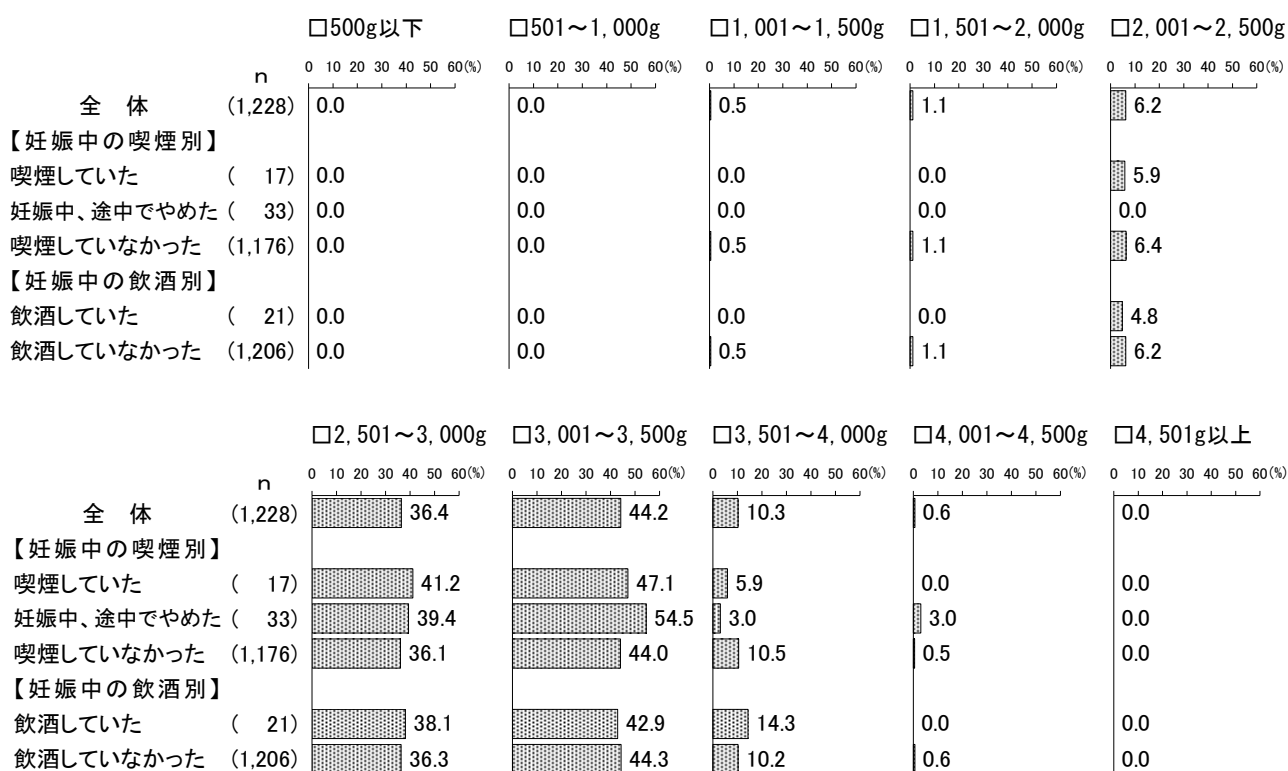 □500g以下 □501～1,000g □1,001～1,500g □1,501～2,000g □2,001～2,500g
n 0 10 20 30 40 50 60(%) 0 10 20 30 40 50 60(%) 0 10 20 30 40 50 60(%) 0 10 20 30 40 50 60(%) 0 10 20 30 40 50 60(%)
全 体 (1,228) 0.0 0.0 0.5 1.1 6.2
【妊娠中の喫煙別】
喫煙していた ( 17) 0.0 0.0 0.0 0.0 5.9
妊娠中、途中でやめた ( 33) 0.0 0.0 0.0 0.0 0.0
喫煙していなかった (1,176) 0.0 0.0 0.5 1.1 6.4
【妊娠中の飲酒別】
飲酒していた ( 21) 0.0 0.0 0.0 0.0 4.8
飲酒していなかった (1,206) 0.0 0.0 0.5 1.1 6.2
□2,501～3,000g □3,001～3,500g □3,501～4,000g □4,001～4,500g □4,501g以上
n 0 10 20 30 40 50 60(%) 0 10 20 30 40 50 60(%) 0 10 20 30 40 50 60(%) 0 10 20 30 40 50 60(%) 0 10 20 30 40 50 60(%)
全 体 (1,228) 36.4 44.2 10.3 0.6 0.0
【妊娠中の喫煙別】
喫煙していた ( 17) 41.2 47.1 5.9 0.0 0.0
妊娠中、途中でやめた ( 33) 39.4 54.5 3.0 3.0 0.0
喫煙していなかった (1,176) 36.1 44.0 10.5 0.5 0.0
【妊娠中の飲酒別】
飲酒していた ( 21) 38.1 42.9 14.3 0.0 0.0
飲酒していなかった (1,206) 36.3 44.3 10.2 0.6 0.0